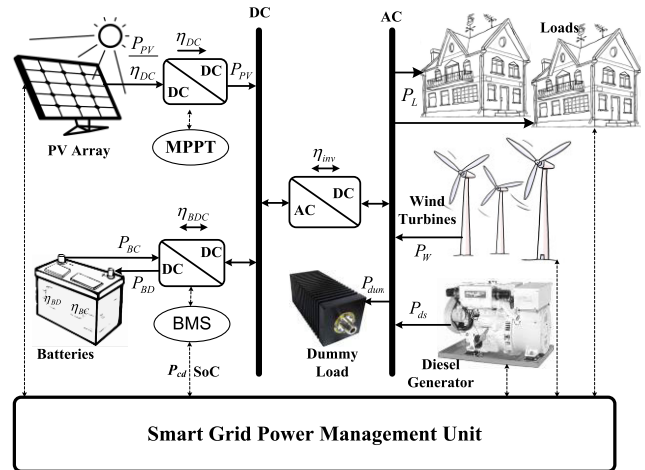 DC
AC
Loads
P_PV
η_DC
η_DC
P_PV
DC
DC
P_L
PV Array
MPPT
η_inv
DC
AC
Wind
Turbines
P_W
η_BDC
P_BC
DC
DC
P_BD
η_BD
η_BC
P_dum
P_ds
BMS
Batteries
Dummy
Load
Diesel
Generator
P_cd SoC
Smart Grid Power Management Unit